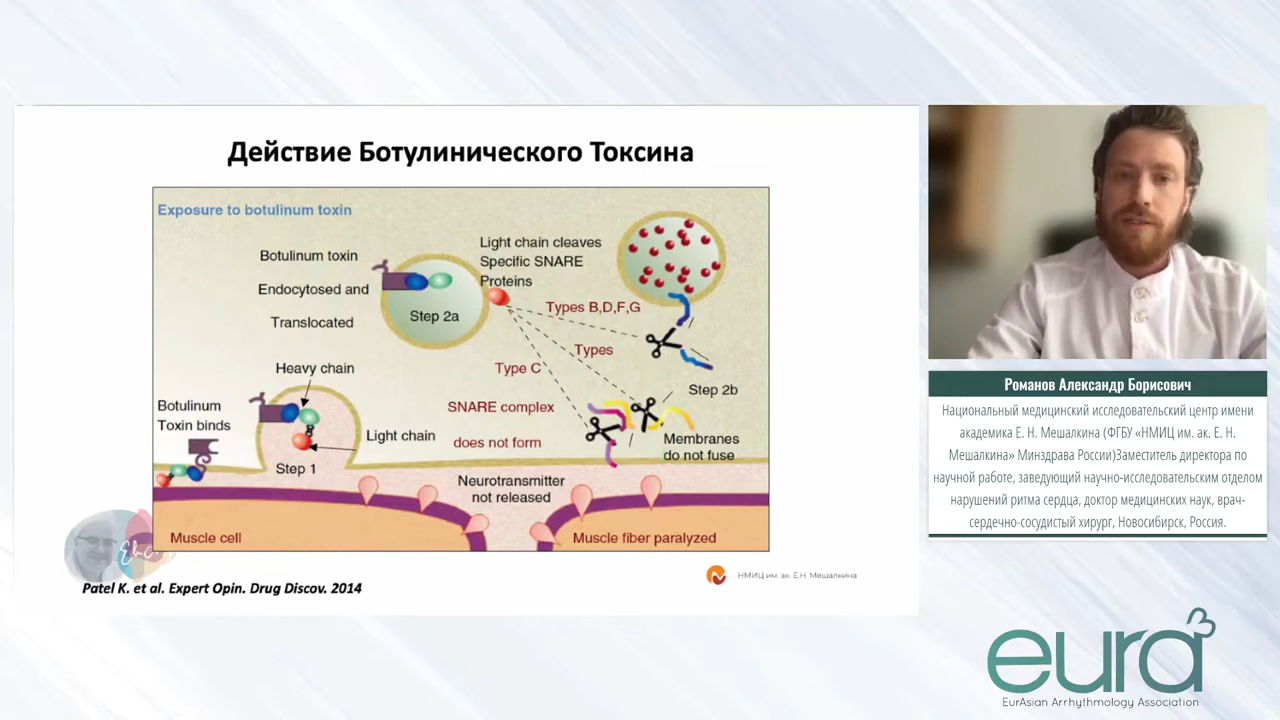 Действие Ботулинического Токсина
Exposure to botulinum toxin
Botulinum toxin
Endocytosed and
Translocated
Light chain cleaves
Specific SNARE
Proteins
Step 2a
Types B,D,F,G
Types
Type C
Step 2b
Heavy chain
Botulinum
Toxin binds
SNARE complex
does not form
Light chain
Membranes
do not fuse
Step 1
Neurotransmitter
not released
Muscle cell
Muscle fiber paralyzed
НМИЦ им. ак. Е.Н. Мешалкина
Patel K. et al. Expert Opin. Drug Discov. 2014
Романов Александр Борисович
Национальный медицинский исследовательский центр имени
академика Е. Н. Мешалкина (ФГБУ «НМИЦ им. ак. Е. Н.
Мешалкина» Минздрава России)Заместитель директора по
научной работе, заведующий научно-исследовательским отделом
нарушений ритма сердца, доктор медицинских наук, врач-
сердечно-сосудистый хирург, Новосибирск, Россия.
eura
EurAsian Arrhythmology Association